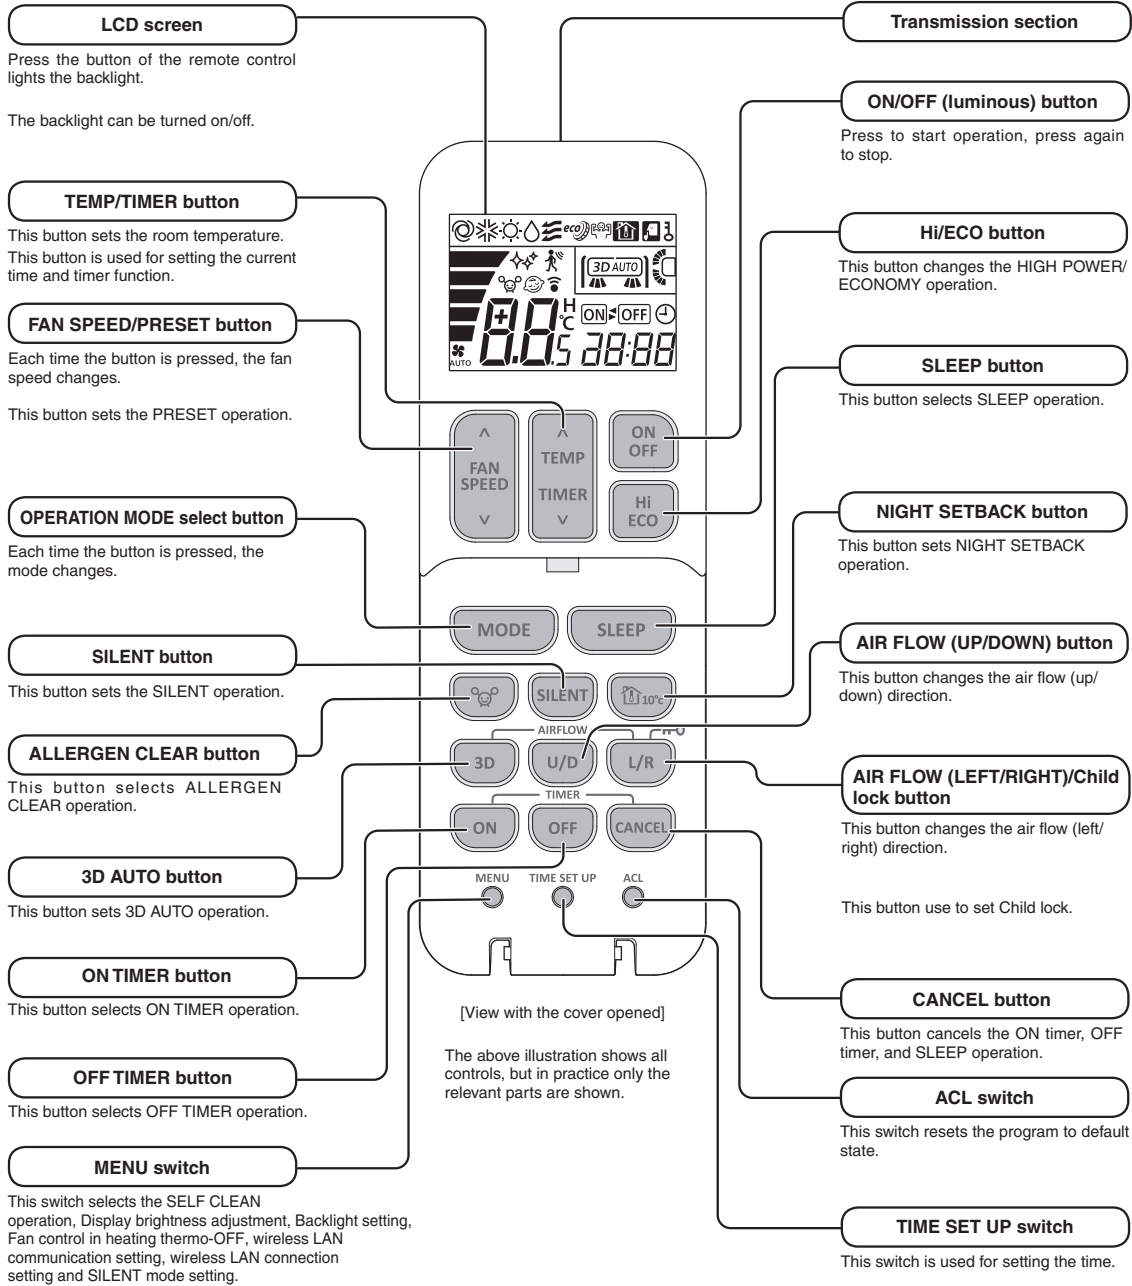 LCD screen
Press the button of the remote control
lights the backlight.
The backlight can be turned on/off.
TEMP/TIMER button
This button sets the room temperature.
This button is used for setting the current
time and timer function.
FAN SPEED/PRESET button
Each time the button is pressed, the fan
speed changes.
This button sets the PRESET operation.
OPERATION MODE select button
Each time the button is pressed, the
mode changes.
SILENT button
This button sets the SILENT operation.
ALLERGEN CLEAR button
This button selects ALLERGEN
CLEAR operation.
3D AUTO button
This button sets 3D AUTO operation.
ON TIMER button
This button selects ON TIMER operation.
OFF TIMER button
This button selects OFF TIMER operation.
MENU switch
This switch selects the SELF CLEAN
operation, Display brightness adjustment, Backlight setting,
Fan control in heating thermo-OFF, wireless LAN
communication setting, wireless LAN connection
setting and SILENT mode setting.
eco
3D AUTO
H
°C
ON OFF
AUTO
8.8.5 88:88
FAN
SPEED
TEMP
TIMER
ON
OFF
Hi
ECO
MODE
SLEEP
SILENT
10°c
AIRFLOW
3D
U/D
L/R
TIMER
ON
OFF
CANCEL
MENU
TIME SET UP
ACL
[View with the cover opened]
The above illustration shows all
controls, but in practice only the
relevant parts are shown.
Transmission section
ON/OFF (luminous) button
Press to start operation, press again
to stop.
Hi/ECO button
This button changes the HIGH POWER/
ECONOMY operation.
SLEEP button
This button selects SLEEP operation.
NIGHT SETBACK button
This button sets NIGHT SETBACK
operation.
AIR FLOW (UP/DOWN) button
This button changes the air flow (up/
down) direction.
AIR FLOW (LEFT/RIGHT)/Child
lock button
This button changes the air flow (left/
right) direction.
This button use to set Child lock.
CANCEL button
This button cancels the ON timer, OFF
timer, and SLEEP operation.
ACL switch
This switch resets the program to default
state.
TIME SET UP switch
This switch is used for setting the time.